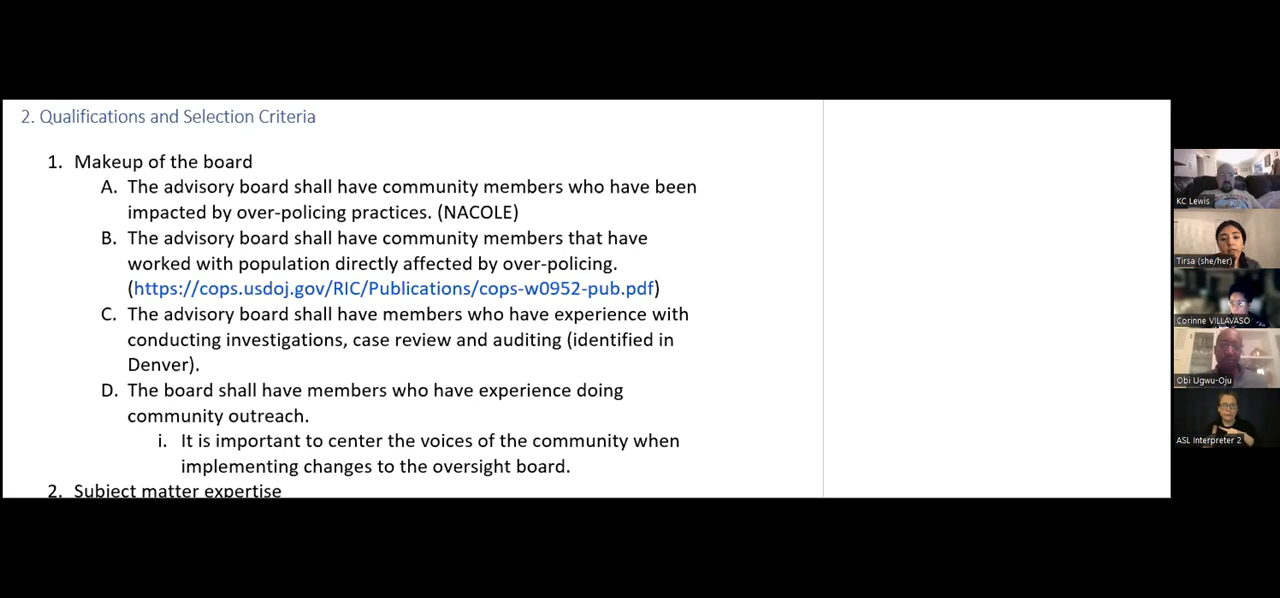 2. Qualifications and Selection Criteria
1. Makeup of the board
A. The advisory board shall have community members who have been
impacted by over-policing practices. (NACOLE)
B. The advisory board shall have community members that have
worked with population directly affected by over-policing.
(https://cops.usdoj.gov/RIC/Publications/cops-w0952-pub.pdf)
C. The advisory board shall have members who have experience with
conducting investigations, case review and auditing (identified in
Denver).
D. The board shall have members who have experience doing
community outreach.
i. It is important to center the voices of the community when
implementing changes to the oversight board.
2. Subject matter expertise
KC Lewis
Tirsa (she/her)
Corinne VILLAVASO
Obi Ugwu-Oju
ASL Interpreter 2